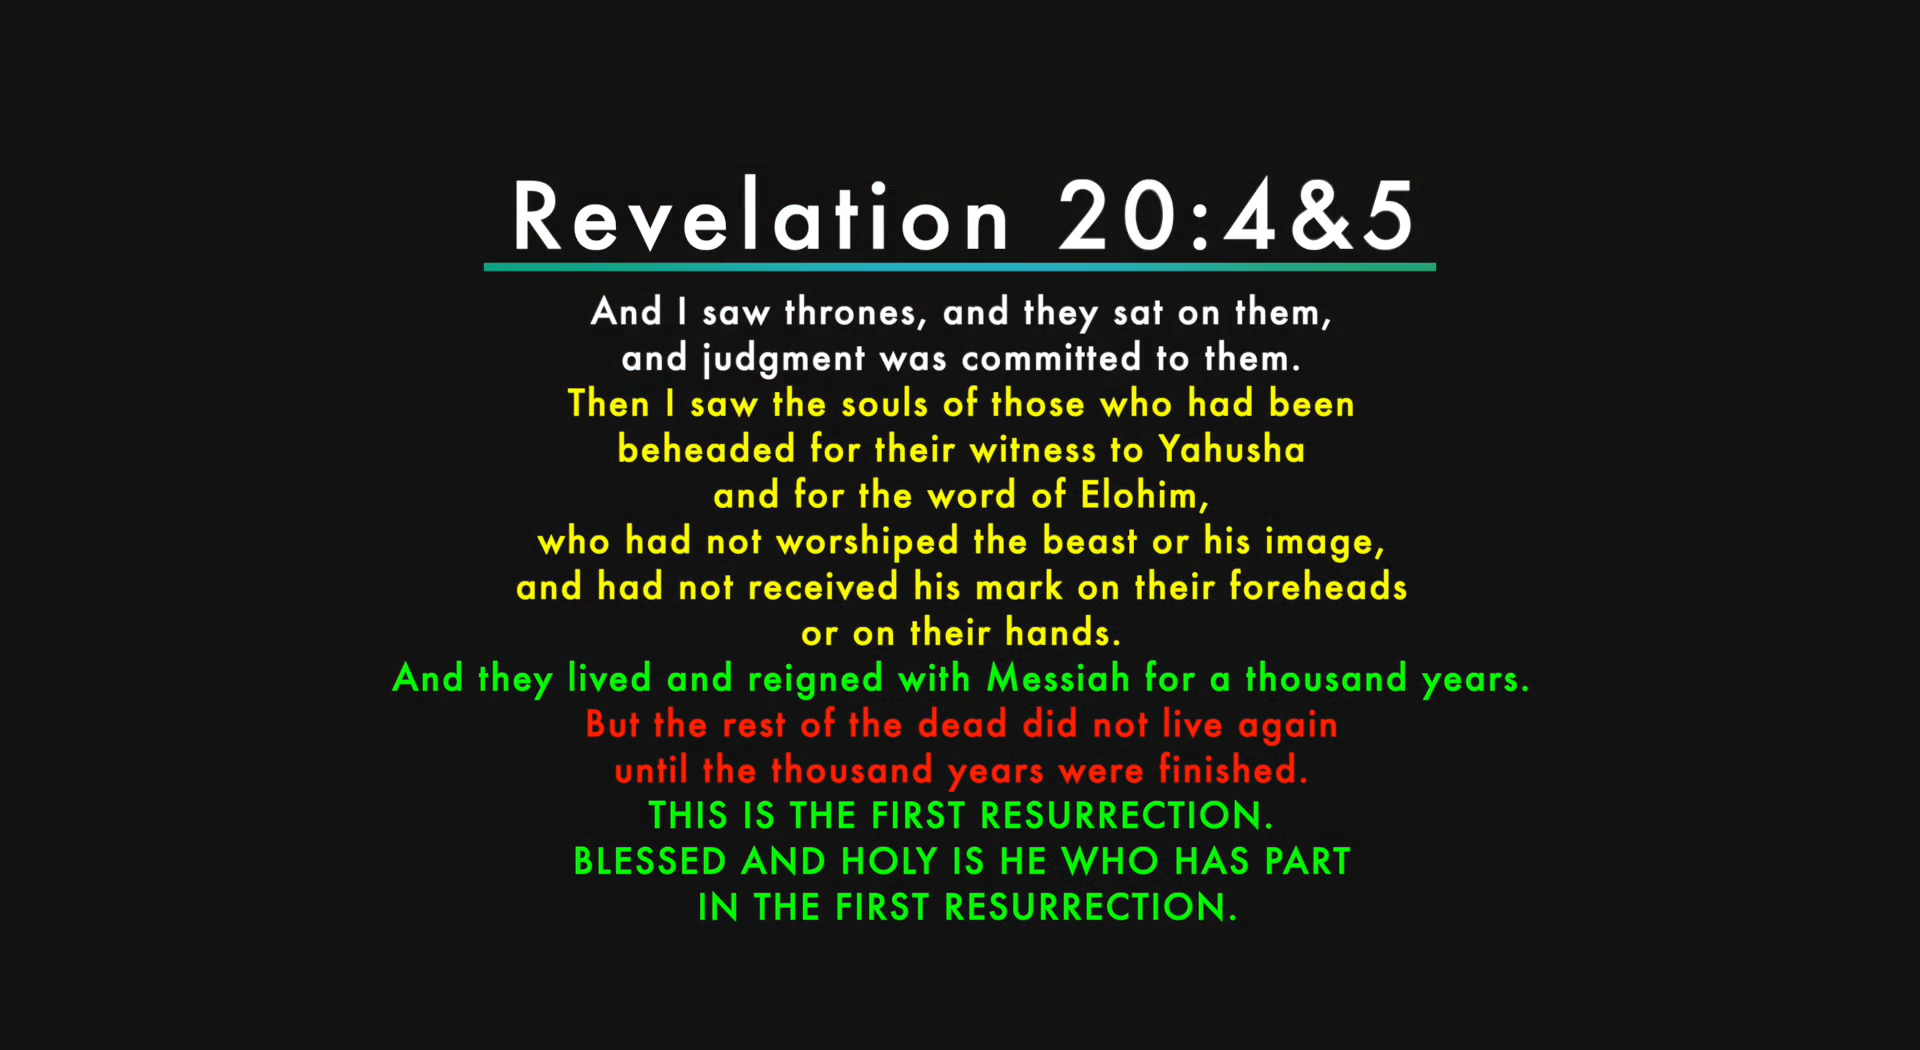 Revelation 20:4&5
And I saw thrones, and they sat on them,
and judgment was committed to them.
Then I saw the souls of those who had been
beheaded for their witness to Yahusha
and for the word of Elohim,
who had not worshiped the beast or his image,
and had not received his mark on their foreheads
or on their hands.
And they lived and reigned with Messiah for a thousand years.
But the rest of the dead did not live again
until the thousand years were finished.
THIS IS THE FIRST RESURRECTION.
BLESSED AND HOLY IS HE WHO HAS PART
IN THE FIRST RESURRECTION.